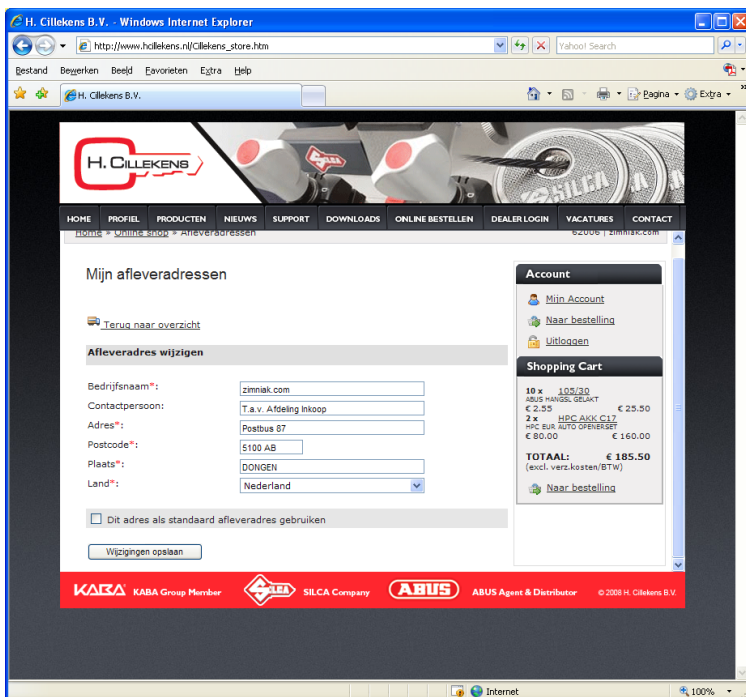 H. Cillekens B.V. - Windows Internet Explorer
http://www.hcillekens.nl/Cillekens_store.htm
Yahoo! Search
Bestand Bewerken Beeld Favorieten Extra Help
H. Cillekens B.V.
Pagina Extra
H. CILLEKENS
SILCA
SILCA
HOME PROFIEL PRODUCTEN NIEUWS SUPPORT DOWNLOADS ONLINE BESTELLEN DEALER LOGIN VACATURES CONTACT
Home » Online shop » Afleveradressen
62006 | zimniak.com
Mijn afleveradressen
Terug naar overzicht
Afleveradres wijzigen
Bedrijfsnaam*: zimniak.com
Contactpersoon: T.a.v. Afdeling Inkoop
Adres*: Postbus 87
Postcode*: 5100 AB
Plaats*: DONGEN
Land*: Nederland
Dit adres als standaard afleveradres gebruiken
Wijzigingen opslaan
Account
Mijn Account
Naar bestelling
Uitloggen
Shopping Cart
10 x 105/30
ABUS HANGSL GELAKT
€ 2.55 € 25.50
2 x HPC AKK C17
HPC EUR AUTO OPENERSET
€ 80.00 € 160.00
TOTAAL: € 185.50
(excl. verz.kosten/BTW)
Naar bestelling
KABA KABA Group Member SILCA SILCA Company ABUS ABUS Agent & Distributor © 2008 H. Cillekens B.V.
Internet 100%